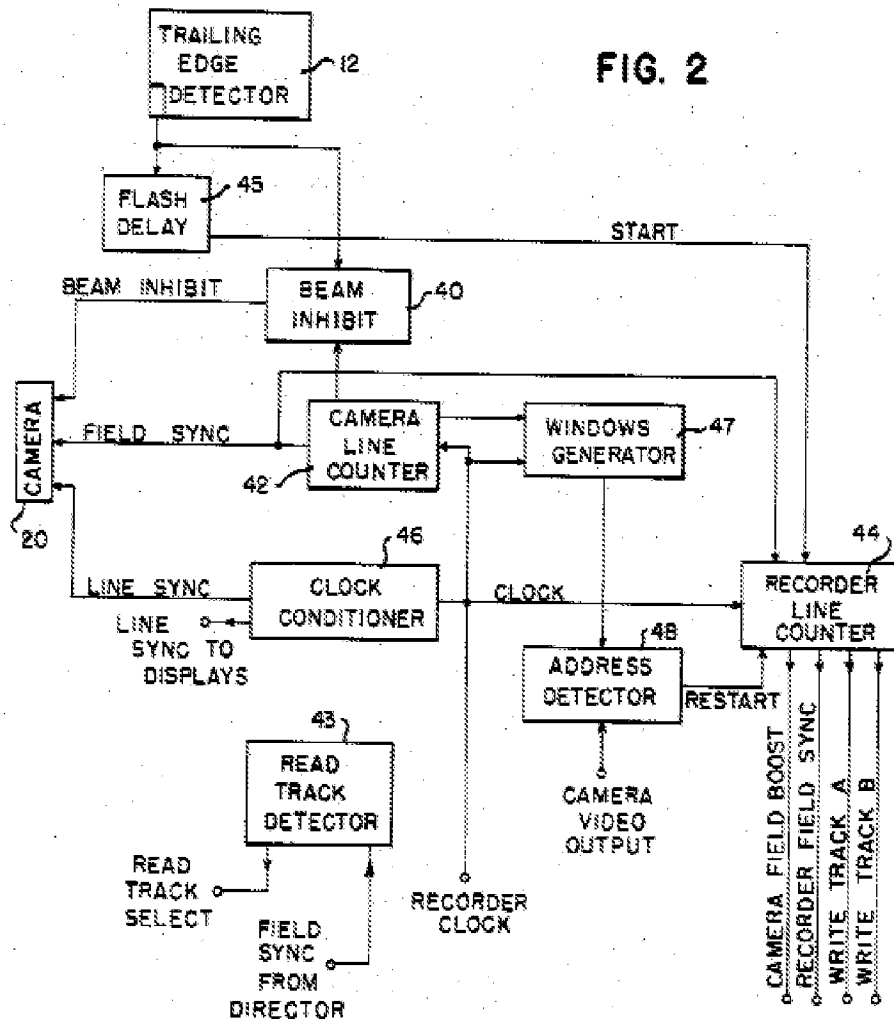 TRAILING
EDGE
DETECTOR
12
FIG. 2
FLASH
DELAY
45
START
BEAM INHIBIT
BEAM
INHIBIT
40
CAMERA
20
FIELD SYNC
CAMERA
LINE
COUNTER
42
WINDOWS
GENERATOR
47
46
44
LINE SYNC
CLOCK
CONDITIONER
CLOCK
RECORDER
LINE
COUNTER
LINE
SYNC TO
DISPLAYS
48
ADDRESS
DETECTOR
RESTART
43
READ
TRACK
DETECTOR
CAMERA
VIDEO
OUTPUT
READ
TRACK
SELECT
RECORDER
CLOCK
FIELD
SYNC
FROM
DIRECTOR
CAMERA FIELD BOOST
RECORDER FIELD SYNC
WRITE TRACK A
WRITE TRACK B